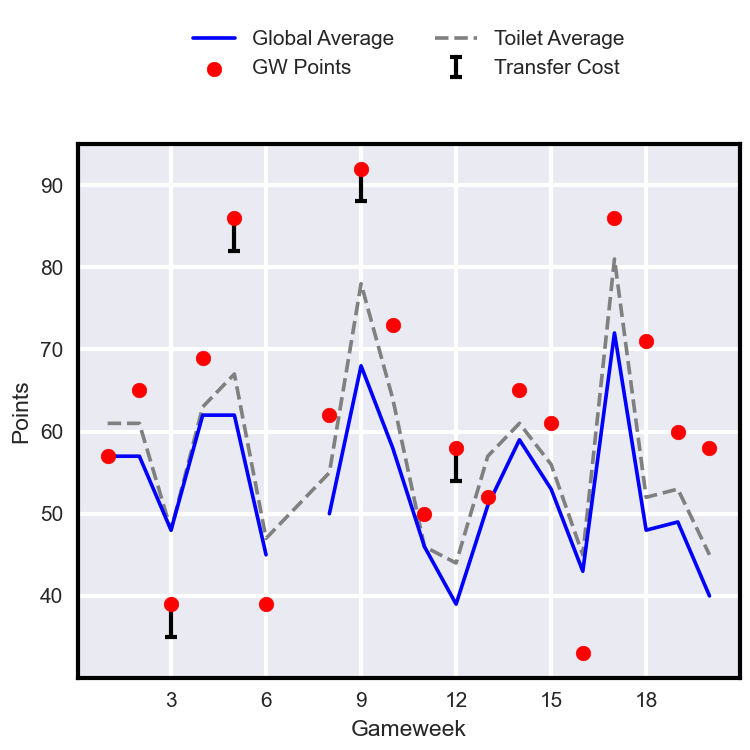 Global Average
Toilet Average
GW Points
Transfer Cost
90
80
70
60
50
40
Points
3 6 9 12 15 18
Gameweek